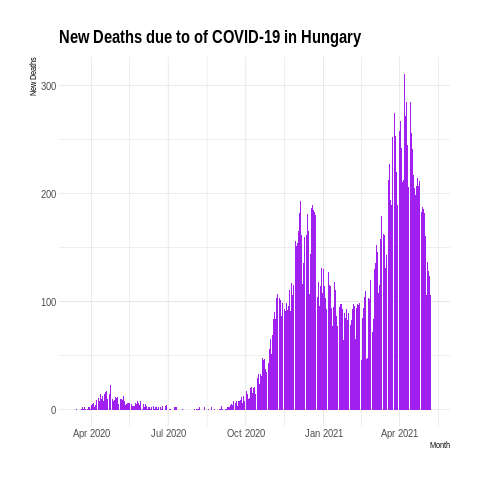 New Deaths due to of COVID-19 in Hungary
New Deaths
300
200
100
0
Apr 2020 Jul 2020 Oct 2020 Jan 2021 Apr 2021
Month